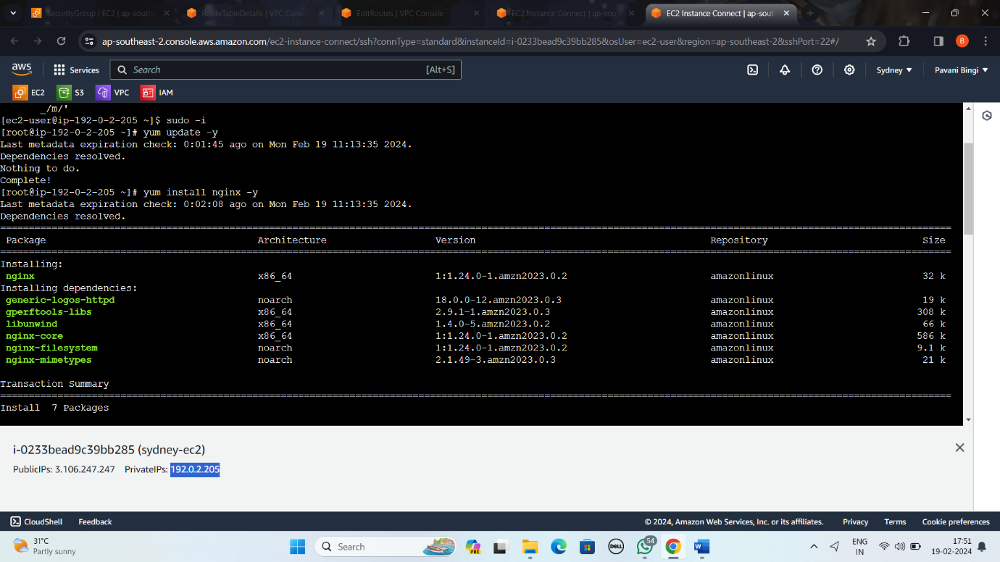 SecurityGroup | EC2 | ap-south
RouteTableDetails | VPC Conso
EditRoutes | VPC Console
EC2 Instance Connect | ap-sou
EC2 Instance Connect | ap-sout
ap-southeast-2.console.aws.amazon.com/ec2-instance-connect/ssh?connType=standard&instanceId=i-0233bead9c39bb285&osUser=ec2-user&region=ap-southeast-2&sshPort=22#/
B
aws
Services
Search
[Alt+S]
Sydney
Pavani Bingi
EC2
S3
VPC
IAM
_/m/'
[ec2-user@ip-192-0-2-205 ~]$ sudo -i
[root@ip-192-0-2-205 ~]# yum update -y
Last metadata expiration check: 0:01:45 ago on Mon Feb 19 11:13:35 2024.
Dependencies resolved.
Nothing to do.
Complete!
[root@ip-192-0-2-205 ~]# yum install nginx -y
Last metadata expiration check: 0:02:08 ago on Mon Feb 19 11:13:35 2024.
Dependencies resolved.
Package Architecture Version Repository Size
Installing:
nginx x86_64 1:1.24.0-1.amzn2023.0.2 amazonlinux 32 k
Installing dependencies:
generic-logos-httpd noarch 18.0.0-12.amzn2023.0.3 amazonlinux 19 k
gperftools-libs x86_64 2.9.1-1.amzn2023.0.3 amazonlinux 308 k
libunwind x86_64 1.4.0-5.amzn2023.0.2 amazonlinux 66 k
nginx-core x86_64 1:1.24.0-1.amzn2023.0.2 amazonlinux 586 k
nginx-filesystem noarch 1:1.24.0-1.amzn2023.0.2 amazonlinux 9.1 k
nginx-mimetypes noarch 2.1.49-3.amzn2023.0.3 amazonlinux 21 k
Transaction Summary
Install 7 Packages
i-0233bead9c39bb285 (sydney-ec2)
PublicIPs: 3.106.247.247 PrivateIPs: 192.0.2.205
CloudShell
Feedback
© 2024, Amazon Web Services, Inc. or its affiliates.
Privacy
Terms
Cookie preferences
31°C
Partly sunny
Search
PRE
DELL
54
ENG
IN
17:51
19-02-2024